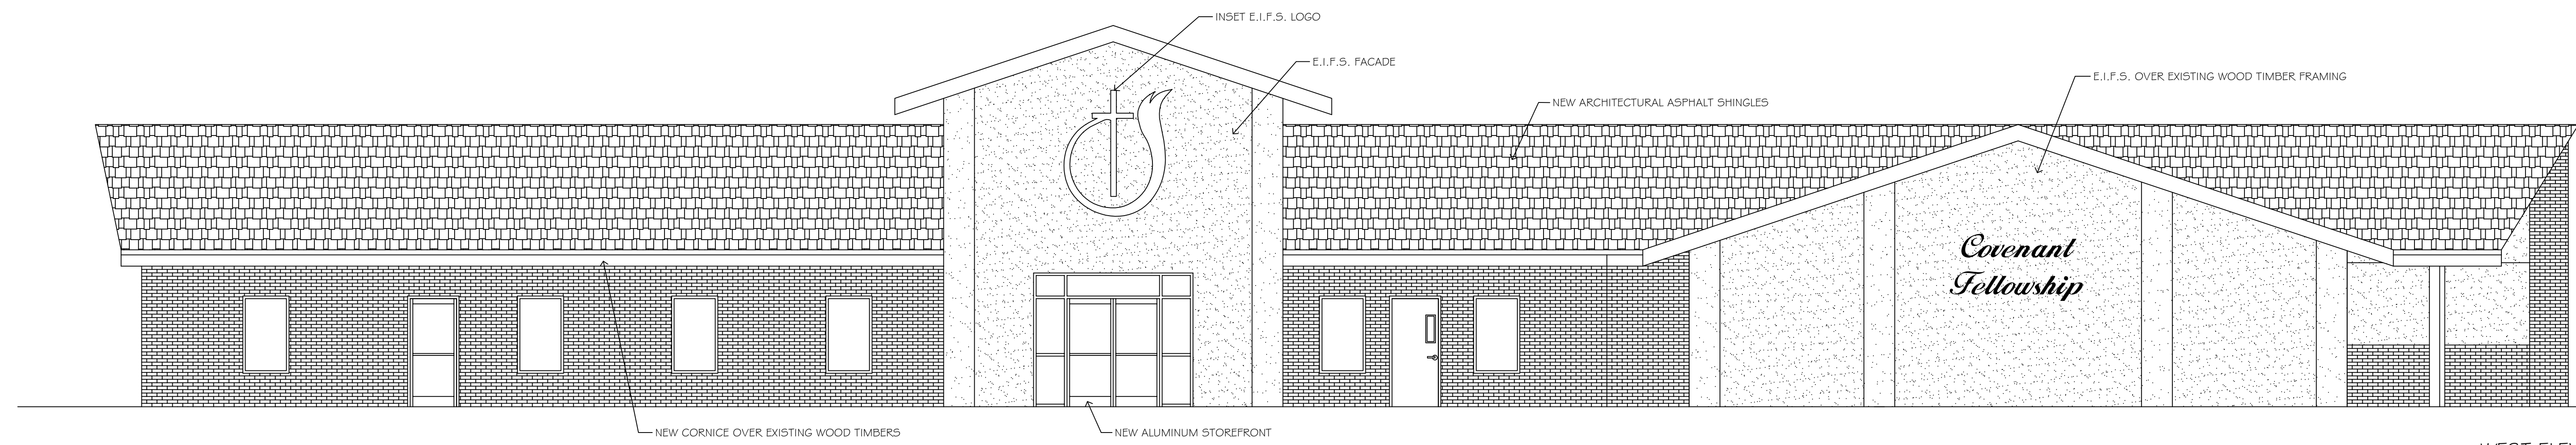 INSET E.I.F.S. LOGO
E.I.F.S. FACADE
E.I.F.S. OVER EXISTING WOOD TIMBER FRAMING
NEW ARCHITECTURAL ASPHALT SHINGLES
Covenant
Fellowship
NEW CORNICE OVER EXISTING WOOD TIMBERS
NEW ALUMINUM STOREFRONT